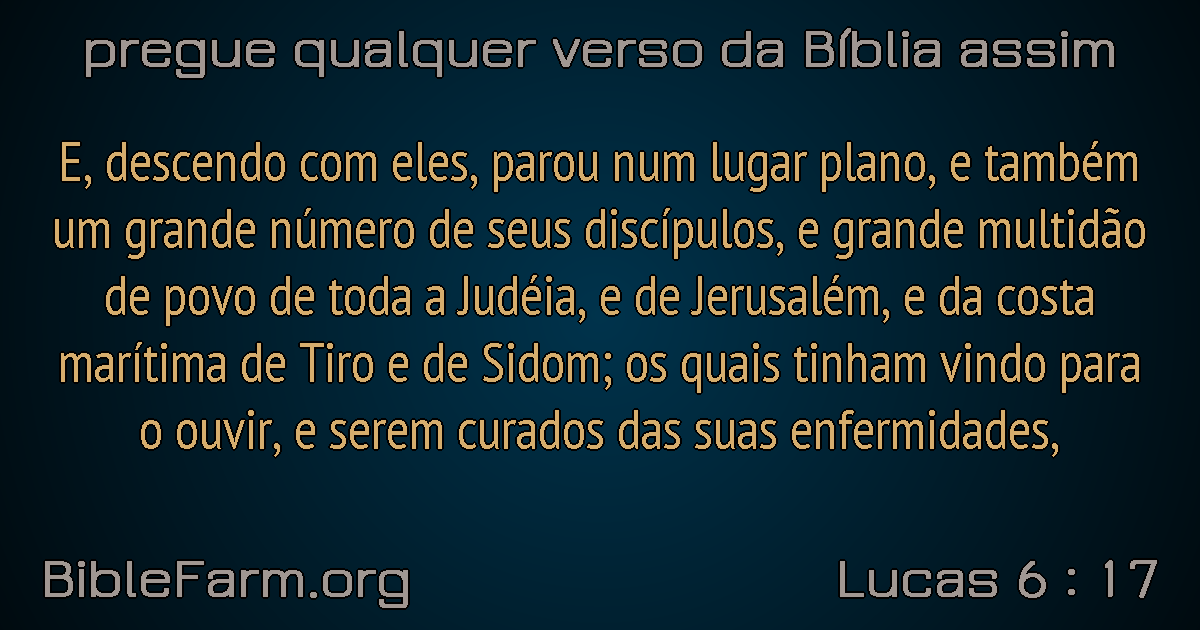 pregue qualquer verso da Bíblia assim
E, descendo com eles, parou num lugar plano, e também
um grande número de seus discípulos, e grande multidão
de povo de toda a Judéia, e de Jerusalém, e da costa
marítima de Tiro e de Sidom; os quais tinham vindo para
o ouvir, e serem curados das suas enfermidades,
BibleFarm.org
Lucas 6 : 17